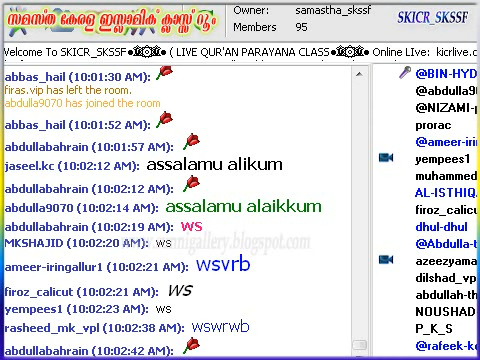 സമസ്ത കേരള ഇസ്ലാമിക് ക്ലാസ്സ് റൂം
Owner: samastha_skssf
Members 95
SKICR_SKSSF
Welcome To SKICR_SKSSF ( LIVE QUR'AN PARAYANA CLASS Online Live: kicrlive.c
abbas_hail (10:01:30 AM):
firas.vip has left the room.
abdulla9070 has joined the room
abbas_hail (10:01:52 AM):
abdullabahrain (10:01:57 AM):
jaseel.kc (10:02:12 AM): assalamu alikum
abdullabahrain (10:02:12 AM):
abdulla9070 (10:02:14 AM): assalamu alaikkum
abdullabahrain (10:02:19 AM): ws
MKSHAJID (10:02:20 AM): ws
ameer-iringallur1 (10:02:21 AM): wsvrb
firoz_calicut (10:02:21 AM): ws
yempees1 (10:02:23 AM): ws
rasheed_mk_vpl (10:02:38 AM): wswrwb
abdullabahrain (10:02:42 AM):
@BIN-HYD
@abdulla9
@NIZAMI-p
prorac
@ameer-iri
yempees1
muhammed
AL-ISTHIQ
firoz_calicu
dhul-dhul
@Abdulla-t
azeezyama
dilshad_vp
abdullah-th
NOUSHAD
P_K_S
@rafeek-k